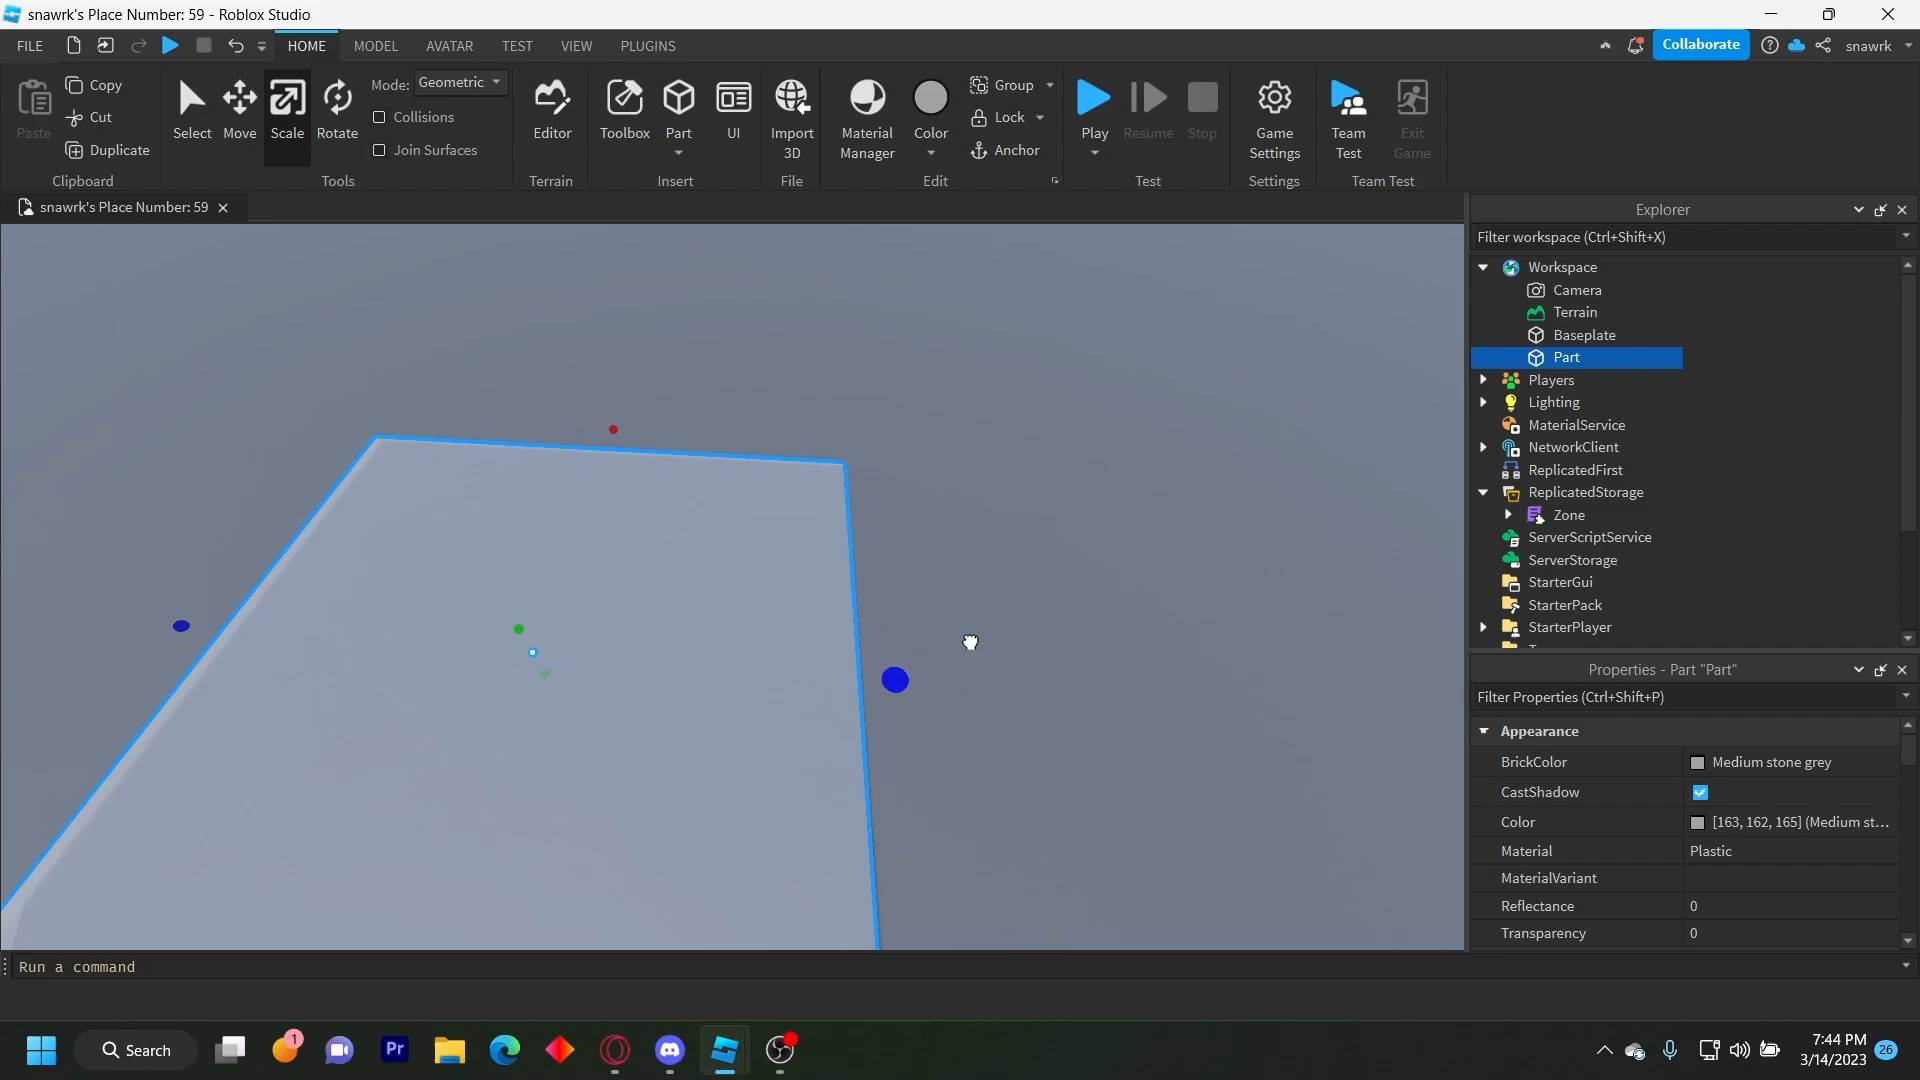 snawrk's Place Number: 59 - Roblox Studio
FILE
HOME
MODEL
AVATAR
TEST
VIEW
PLUGINS
Collaborate
snawrk
Paste
Copy
Cut
Duplicate
Clipboard
Select
Move
Scale
Rotate
Mode:
Geometric
Collisions
Join Surfaces
Tools
Editor
Terrain
Toolbox
Part
UI
Insert
Import
3D
File
Material
Manager
Color
Group
Lock
Anchor
Edit
Play
Resume
Stop
Test
Game
Settings
Settings
Team
Test
Exit
Game
Team Test
snawrk's Place Number: 59
Explorer
Filter workspace (Ctrl+Shift+X)
Workspace
Camera
Terrain
Baseplate
Part
Players
Lighting
MaterialService
NetworkClient
ReplicatedFirst
ReplicatedStorage
Zone
ServerScriptService
ServerStorage
StarterGui
StarterPack
StarterPlayer
Properties - Part "Part"
Filter Properties (Ctrl+Shift+P)
Appearance
BrickColor
Medium stone grey
CastShadow
Color
[163, 162, 165] (Medium st...
Material
Plastic
MaterialVariant
Reflectance
0
Transparency
0
Run a command
Search
1
Pr
7:44 PM
3/14/2023
26